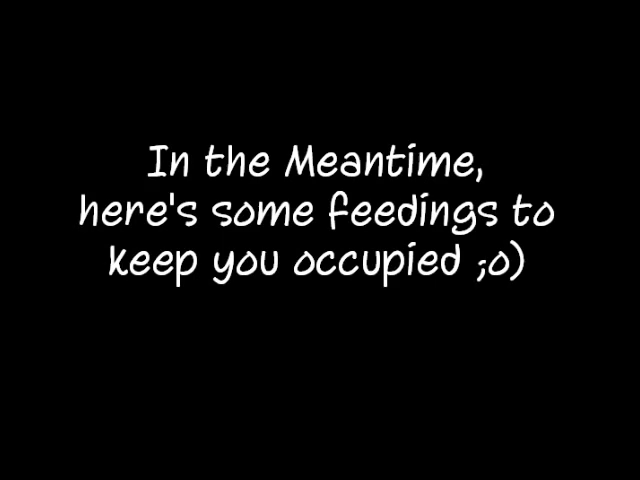 In the Meantime,
here's some feedings to
keep you occupied ;o)